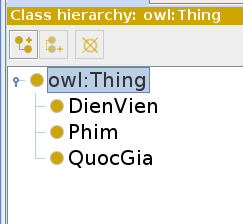 Class hierarchy: owl:Thing
owl:Thing
DienVien
Phim
QuocGia